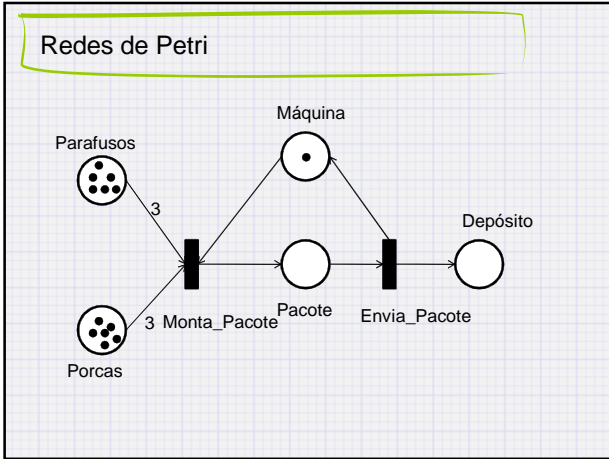 Redes de Petri
Máquina
Parafusos
3
Depósito
3
Monta_Pacote
Pacote
Envia_Pacote
Porcas